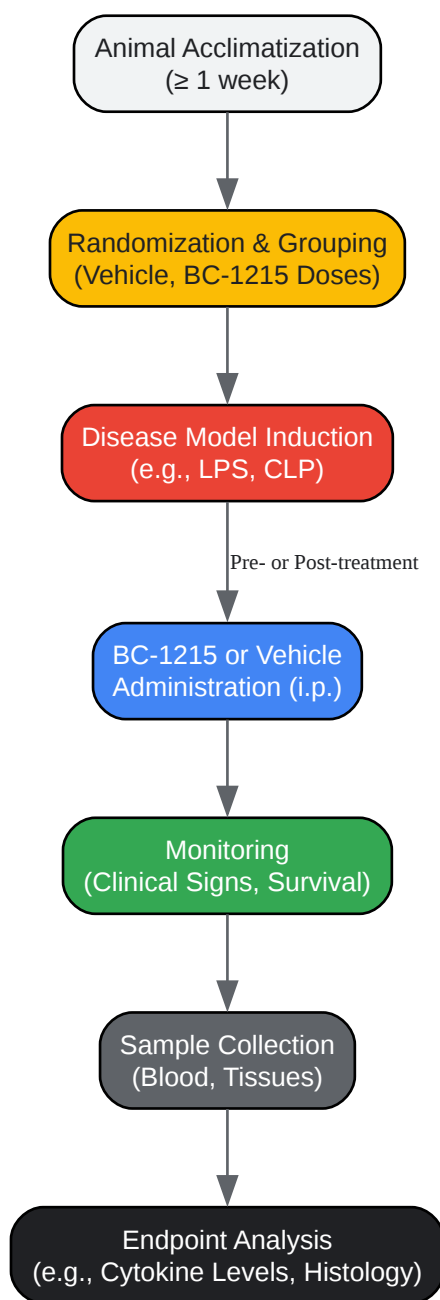 Animal Acclimatization
(≥ 1 week)
Randomization & Grouping
(Vehicle, BC-1215 Doses)
Disease Model Induction
(e.g., LPS, CLP)
Pre- or Post-treatment
BC-1215 or Vehicle
Administration (i.p.)
Monitoring
(Clinical Signs, Survival)
Sample Collection
(Blood, Tissues)
Endpoint Analysis
(e.g., Cytokine Levels, Histology)